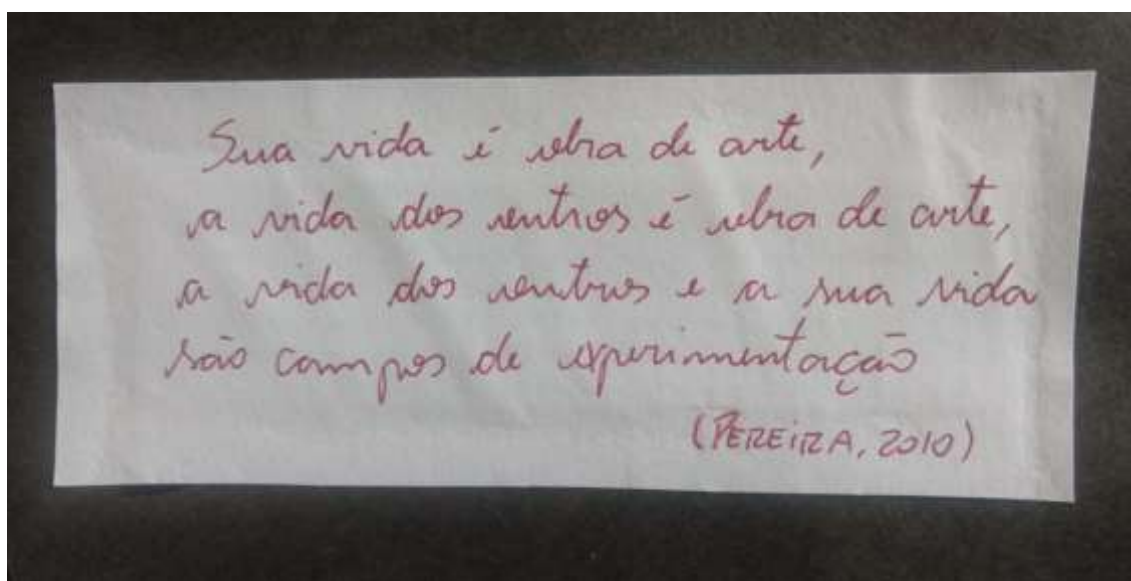 Sua vida é obra de arte,
a vida dos outros é obra de arte,
a vida dos outros e a sua vida
são campos de experimentação
(PEREIRA, 2010)